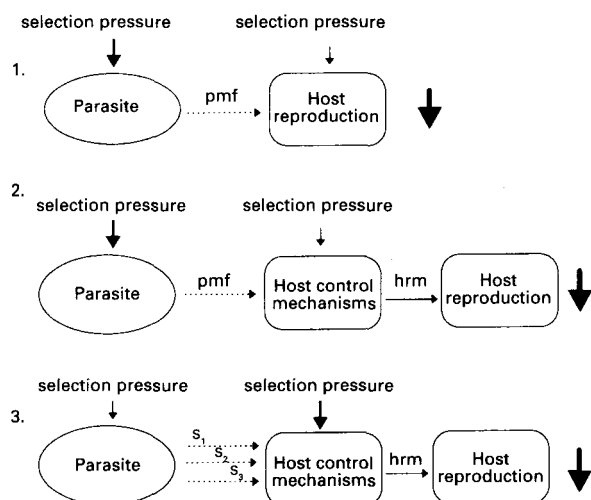 selection pressure
selection pressure
1.
Parasite
pmf
Host
reproduction
2.
selection pressure
selection pressure
Parasite
pmf
Host control
mechanisms
hrm
Host
reproduction
selection pressure
selection pressure
3.
Parasite
S1
S2
S3
Host control
mechanisms
hrm
Host
reproduction